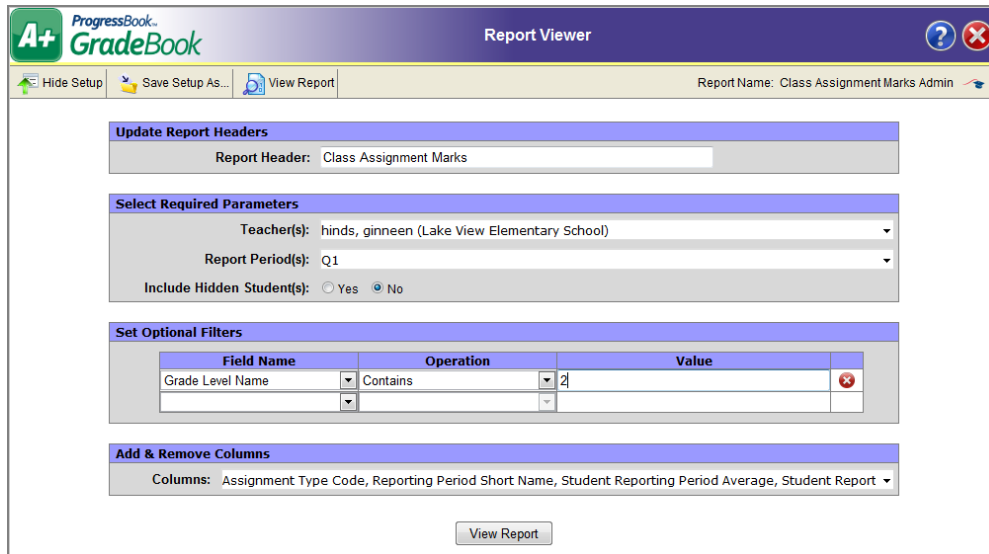 A+ ProgressBook™
GradeBook
Report Viewer
Hide Setup Save Setup As... View Report Report Name: Class Assignment Marks Admin
Update Report Headers
Report Header: Class Assignment Marks
Select Required Parameters
Teacher(s): hinds, ginneen (Lake View Elementary School)
Report Period(s): Q1
Include Hidden Student(s): Yes No
Set Optional Filters
Field Name Operation Value
Grade Level Name Contains 2
Add & Remove Columns
Columns: Assignment Type Code, Reporting Period Short Name, Student Reporting Period Average, Student Report
View Report